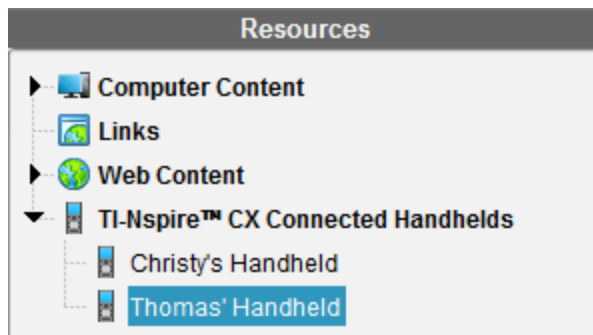 Resources
Computer Content
Links
Web Content
TI-Nspire™ CX Connected Handhelds
Christy's Handheld
Thomas' Handheld